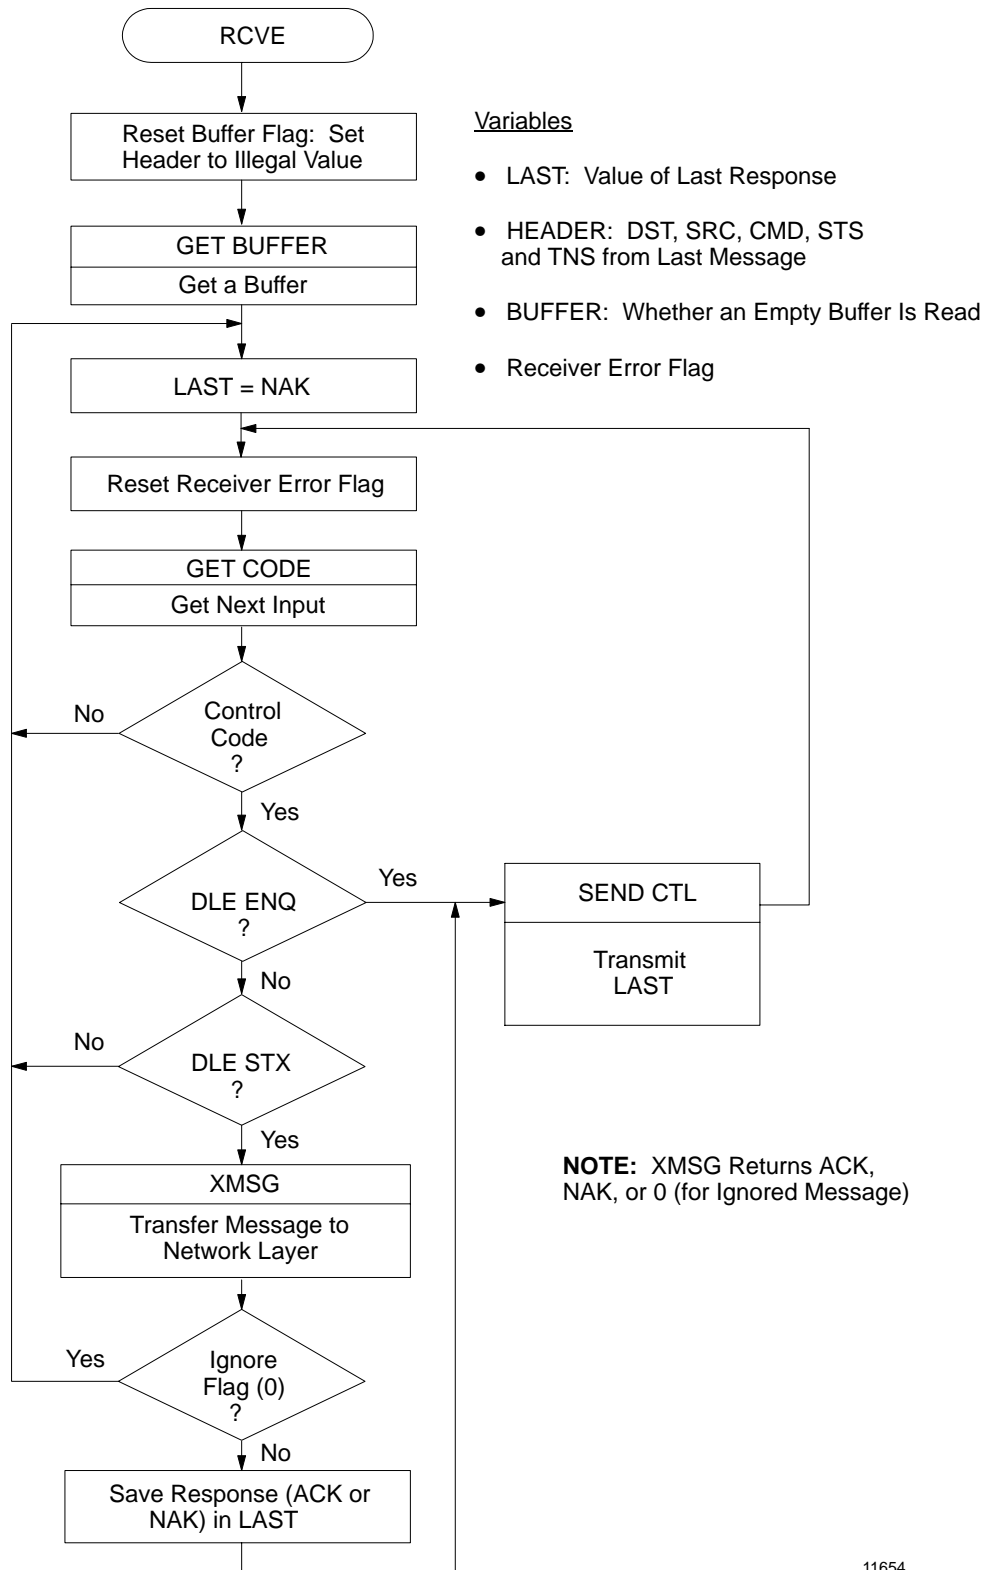 RCVE
Reset Buffer Flag: Set
Header to Illegal Value
GET BUFFER
Get a Buffer
LAST = NAK
Reset Receiver Error Flag
GET CODE
Get Next Input
Control
Code
?
No
Yes
DLE ENQ
?
Yes
No
SEND CTL
Transmit
LAST
DLE STX
?
No
Yes
XMSG
Transfer Message to
Network Layer
Ignore
Flag (0)
?
Yes
No
Save Response (ACK or
NAK) in LAST
Variables
• LAST: Value of Last Response
• HEADER: DST, SRC, CMD, STS
and TNS from Last Message
• BUFFER: Whether an Empty Buffer Is Read
• Receiver Error Flag
NOTE: XMSG Returns ACK,
NAK, or 0 (for Ignored Message)
11654